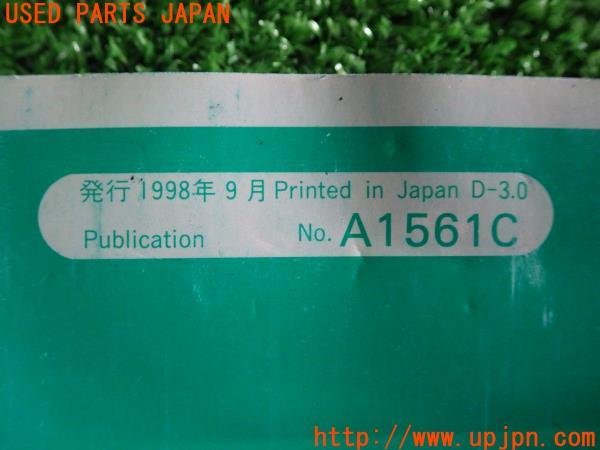 USED PARTS JAPAN
発行 1998年 9月 Printed in Japan D-3.0
Publication No. A1561C
http://www.upjpn.com/